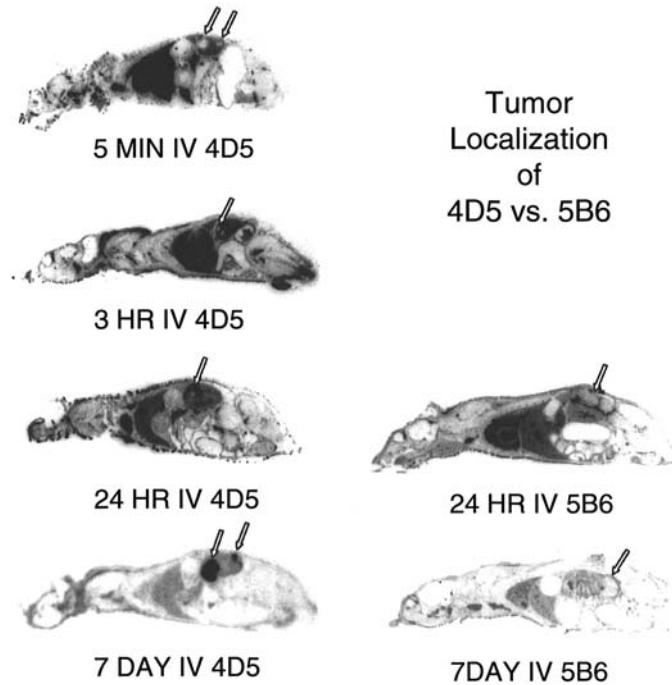 5 MIN IV 4D5
Tumor
Localization
of
4D5 vs. 5B6
3 HR IV 4D5
24 HR IV 4D5
24 HR IV 5B6
7 DAY IV 4D5
7DAY IV 5B6